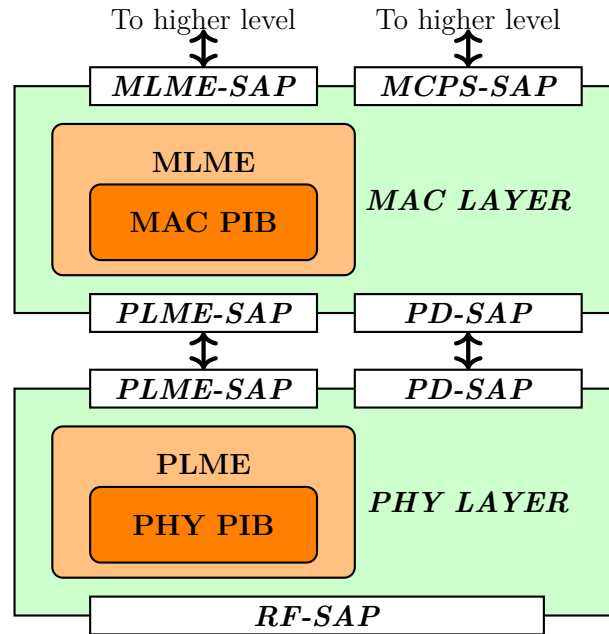 To higher level To higher level
MLME-SAP MCPS-SAP
MLME
MAC LAYER
MAC PIB
PLME-SAP PD-SAP
PLME-SAP PD-SAP
PLME
PHY LAYER
PHY PIB
RF-SAP